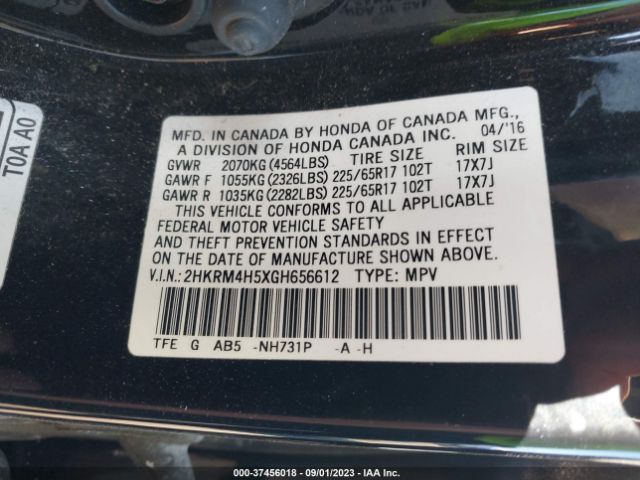 MFD. IN CANADA BY HONDA OF CANADA MFG.,
A DIVISION OF HONDA CANADA INC. 04/'16
GVWR 2070KG(4564LBS) TIRE SIZE RIM SIZE
GAWR F 1055KG(2326LBS) 225/65R17 102T 17X7J
GAWR R 1035KG(2282LBS) 225/65R17 102T 17X7J
THIS VEHICLE CONFORMS TO ALL APPLICABLE
FEDERAL MOTOR VEHICLE SAFETY
AND THEFT PREVENTION STANDARDS IN EFFECT
ON THE DATE OF MANUFACTURE SHOWN ABOVE.
V.I.N.: 2HKRM4H5XGH656612 TYPE: MPV
TFE G AB5 -NH731P -A -H
T0A A0
000-37456018 - 09/01/2023 - IAA Inc.